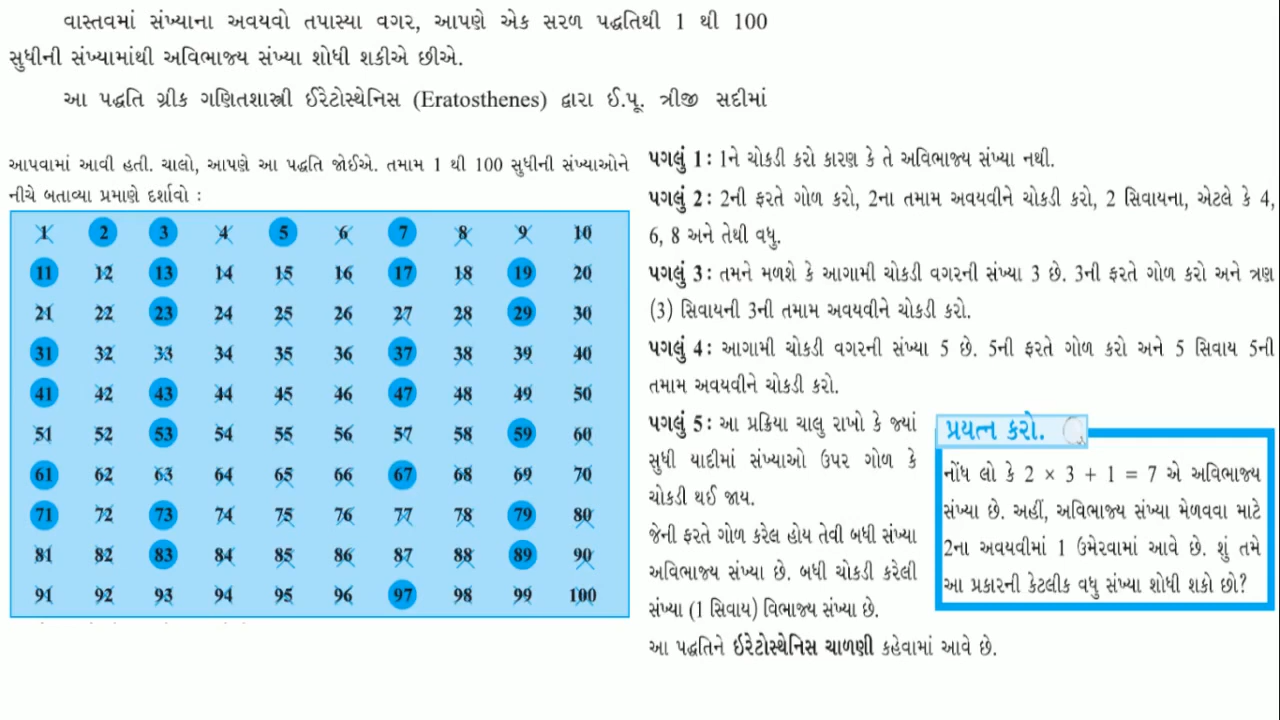 વાસ્તવમાં સંખ્યાના અવયવો તપાસ્યા વગર, આપણે એક સરળ પદ્ધતિથી 1 થી 100
સુધીની સંખ્યામાંથી અવિભાજ્ય સંખ્યા શોધી શકીએ છીએ.
આ પદ્ધતિ ગ્રીક ગણિતશાસ્ત્રી ઈરેટોસ્થેનિસ (Eratosthenes) દ્વારા ઈ.પૂ. ત્રીજી સદીમાં
આપવામાં આવી હતી. ચાલો, આપણે આ પદ્ધતિ જોઈએ. તમામ 1 થી 100 સુધીની સંખ્યાઓને
નીચે બતાવ્યા પ્રમાણે દર્શાવો :
1 2 3 4 5 6 7 8 9 10
11 12 13 14 15 16 17 18 19 20
21 22 23 24 25 26 27 28 29 30
31 32 33 34 35 36 37 38 39 40
41 42 43 44 45 46 47 48 49 50
51 52 53 54 55 56 57 58 59 60
61 62 63 64 65 66 67 68 69 70
71 72 73 74 75 76 77 78 79 80
81 82 83 84 85 86 87 88 89 90
91 92 93 94 95 96 97 98 99 100
પગલું 1 : 1ને ચોકડી કરો કારણ કે તે અવિભાજ્ય સંખ્યા નથી.
પગલું 2 : 2ની ફરતે ગોળ કરો, 2ના તમામ અવયવીને ચોકડી કરો, 2 સિવાયના, એટલે કે 4,
6, 8 અને તેથી વધુ.
પગલું 3 : તમને મળશે કે આગામી ચોકડી વગરની સંખ્યા 3 છે. 3ની ફરતે ગોળ કરો અને ત્રણ
(3) સિવાયની 3ની તમામ અવયવીને ચોકડી કરો.
પગલું 4 : આગામી ચોકડી વગરની સંખ્યા 5 છે. 5ની ફરતે ગોળ કરો અને 5 સિવાય 5ની
તમામ અવયવીને ચોકડી કરો.
પગલું 5 : આ પ્રક્રિયા ચાલુ રાખો કે જ્યાં
સુધી યાદીમાં સંખ્યાઓ ઉપર ગોળ કે
ચોકડી થઈ જાય.
જેની ફરતે ગોળ કરેલ હોય તેવી બધી સંખ્યા
અવિભાજ્ય સંખ્યા છે. બધી ચોકડી કરેલી
સંખ્યા (1 સિવાય) વિભાજ્ય સંખ્યા છે.
આ પદ્ધતિને ઇરેટોસ્થેનિસ ચાળણી કહેવામાં આવે છે.
પ્રયત્ન કરો.
નોંધ લો કે 2 × 3 + 1 = 7 એ અવિભાજ્ય
સંખ્યા છે. અહીં, અવિભાજ્ય સંખ્યા મેળવવા માટે
2ના અવયવીમાં 1 ઉમેરવામાં આવે છે. શું તમે
આ પ્રકારની કેટલીક વધુ સંખ્યા શોધી શકો છો?